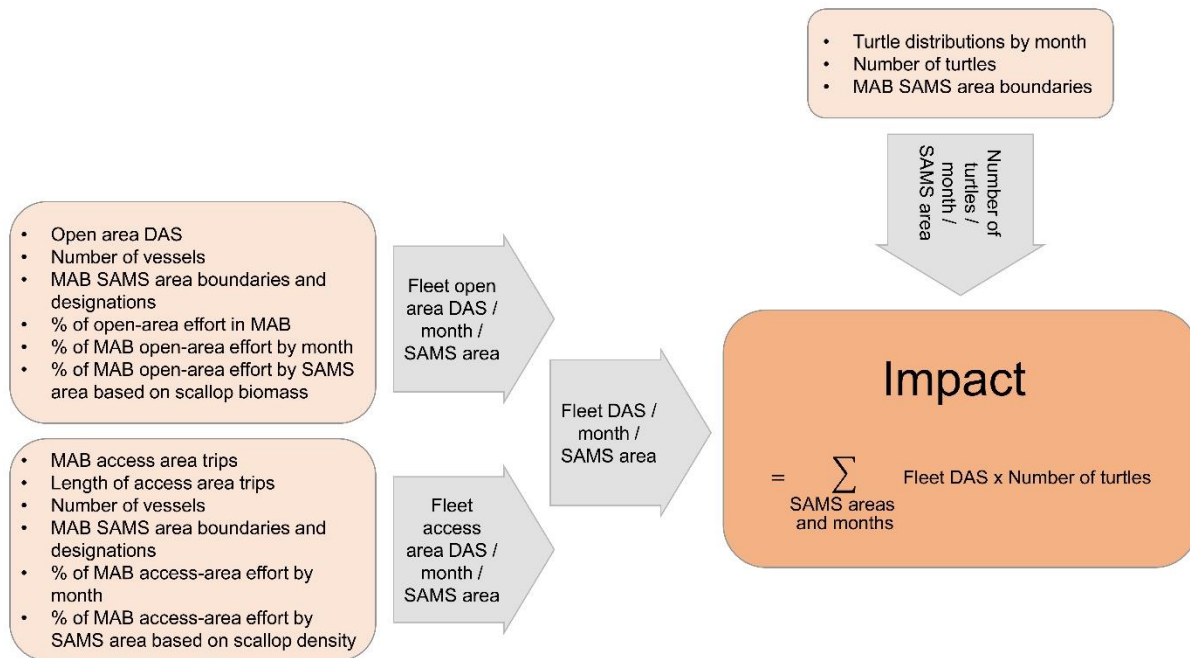 • Turtle distributions by month
• Number of turtles
• MAB SAMS area boundaries
Number of
turtles /
month /
SAMS area
• Open area DAS
• Number of vessels
• MAB SAMS area boundaries and
designations
• % of open-area effort in MAB
• % of MAB open-area effort by month
• % of MAB open-area effort by SAMS
area based on scallop biomass
Fleet open
area DAS /
month /
SAMS area
• MAB access area trips
• Length of access area trips
• Number of vessels
• MAB SAMS area boundaries and
designations
• % of MAB access-area effort by
month
• % of MAB access-area effort by
SAMS area based on scallop density
Fleet
access
area DAS /
month /
SAMS area
Fleet DAS /
month /
SAMS area
Impact
= ∑ Fleet DAS x Number of turtles
SAMS areas
and months